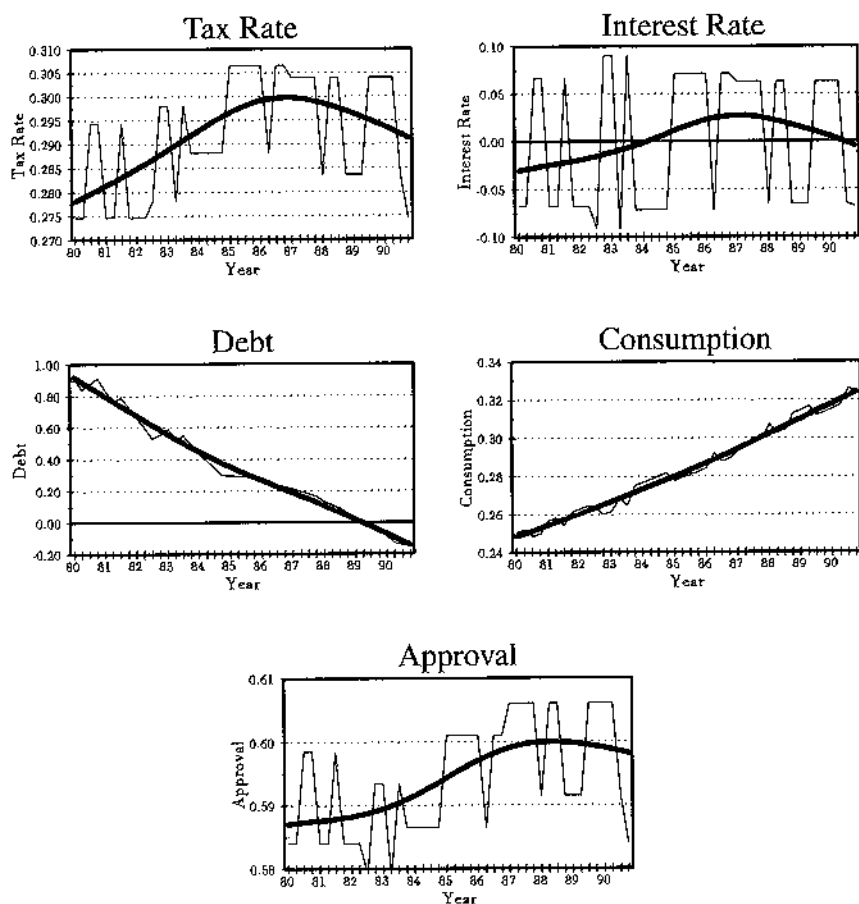 Tax Rate
0.310
0.305
0.300
0.295
0.290
0.285
0.280
0.275
0.270
Tax Rate
80 81 82 83 84 85 86 87 88 89 90
Year
Interest Rate
0.10
0.05
0.00
-0.05
-0.10
Interest Rate
80 81 82 83 84 85 86 87 88 89 90
Year
Debt
1.00
0.80
0.60
0.40
0.20
0.00
-0.20
Debt
80 81 82 83 84 85 86 87 88 89 90
Year
Consumption
0.34
0.32
0.30
0.28
0.26
0.24
Consumption
80 81 82 83 84 85 86 87 88 89 90
Year
Approval
0.61
0.60
0.59
0.58
Approval
80 81 82 83 84 85 86 87 88 89 90
Year